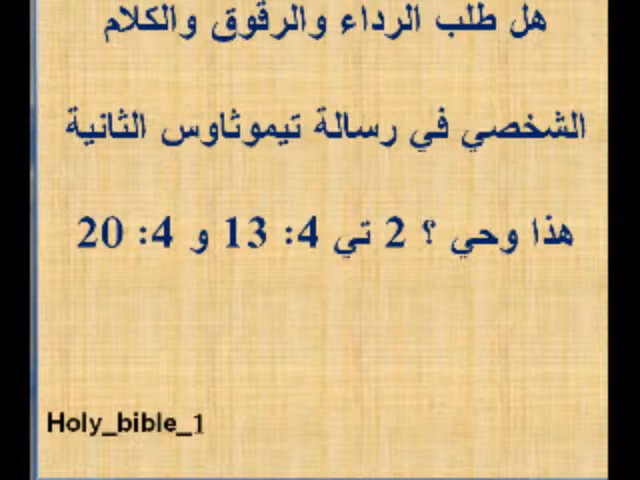 هل طلب الرداء والرقوق والكلام
الشخصي في رسالة تيموثاوس الثانية
هذا وحي ؟ 2 تي 4: 13 و 4: 20
Holy_bible_1